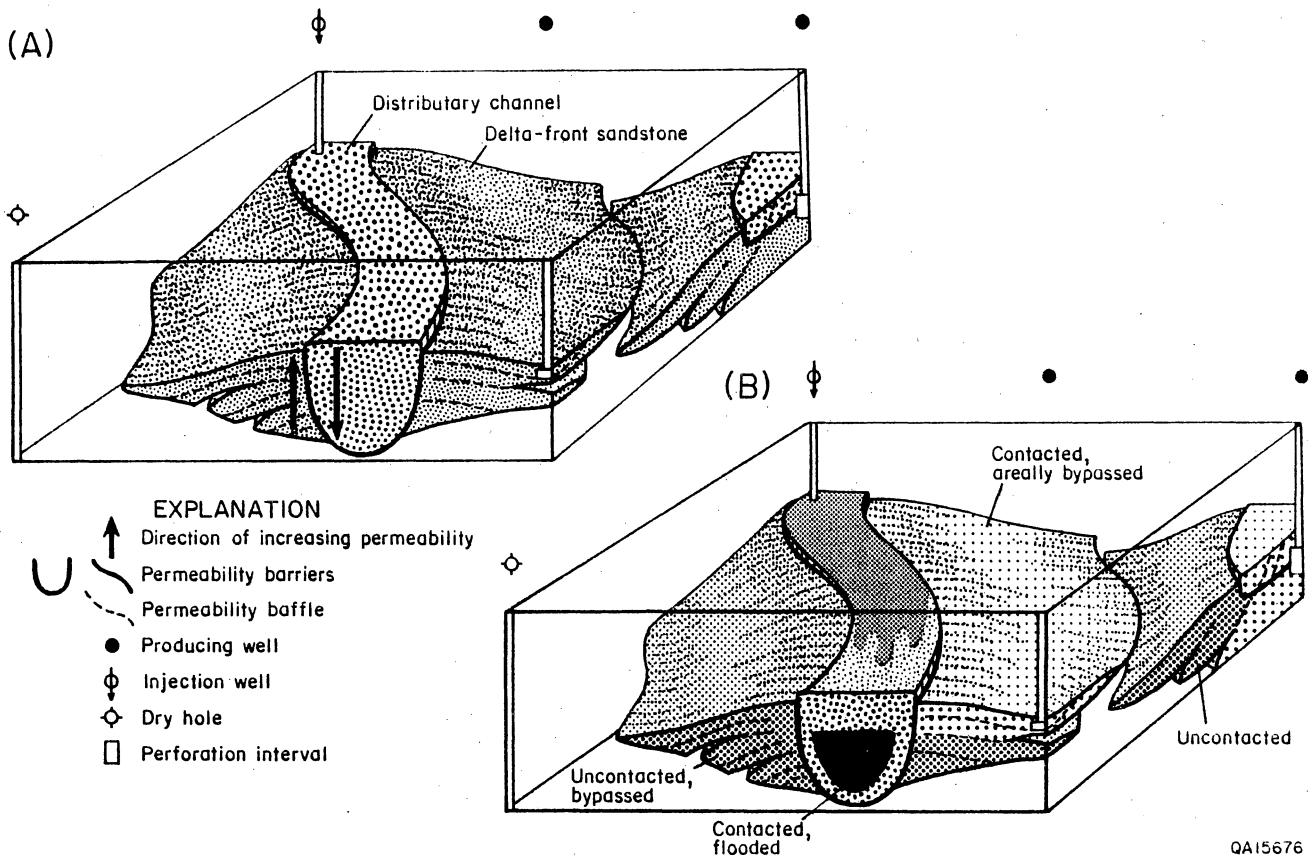 (A)
Distributary channel
Delta-front sandstone
EXPLANATION
Direction of increasing permeability
Permeability barriers
Permeability baffle
Producing well
Injection well
Dry hole
Perforation interval
(B)
Contacted,
areally bypassed
Uncontacted
Uncontacted,
bypassed
Contacted,
flooded
QA15676